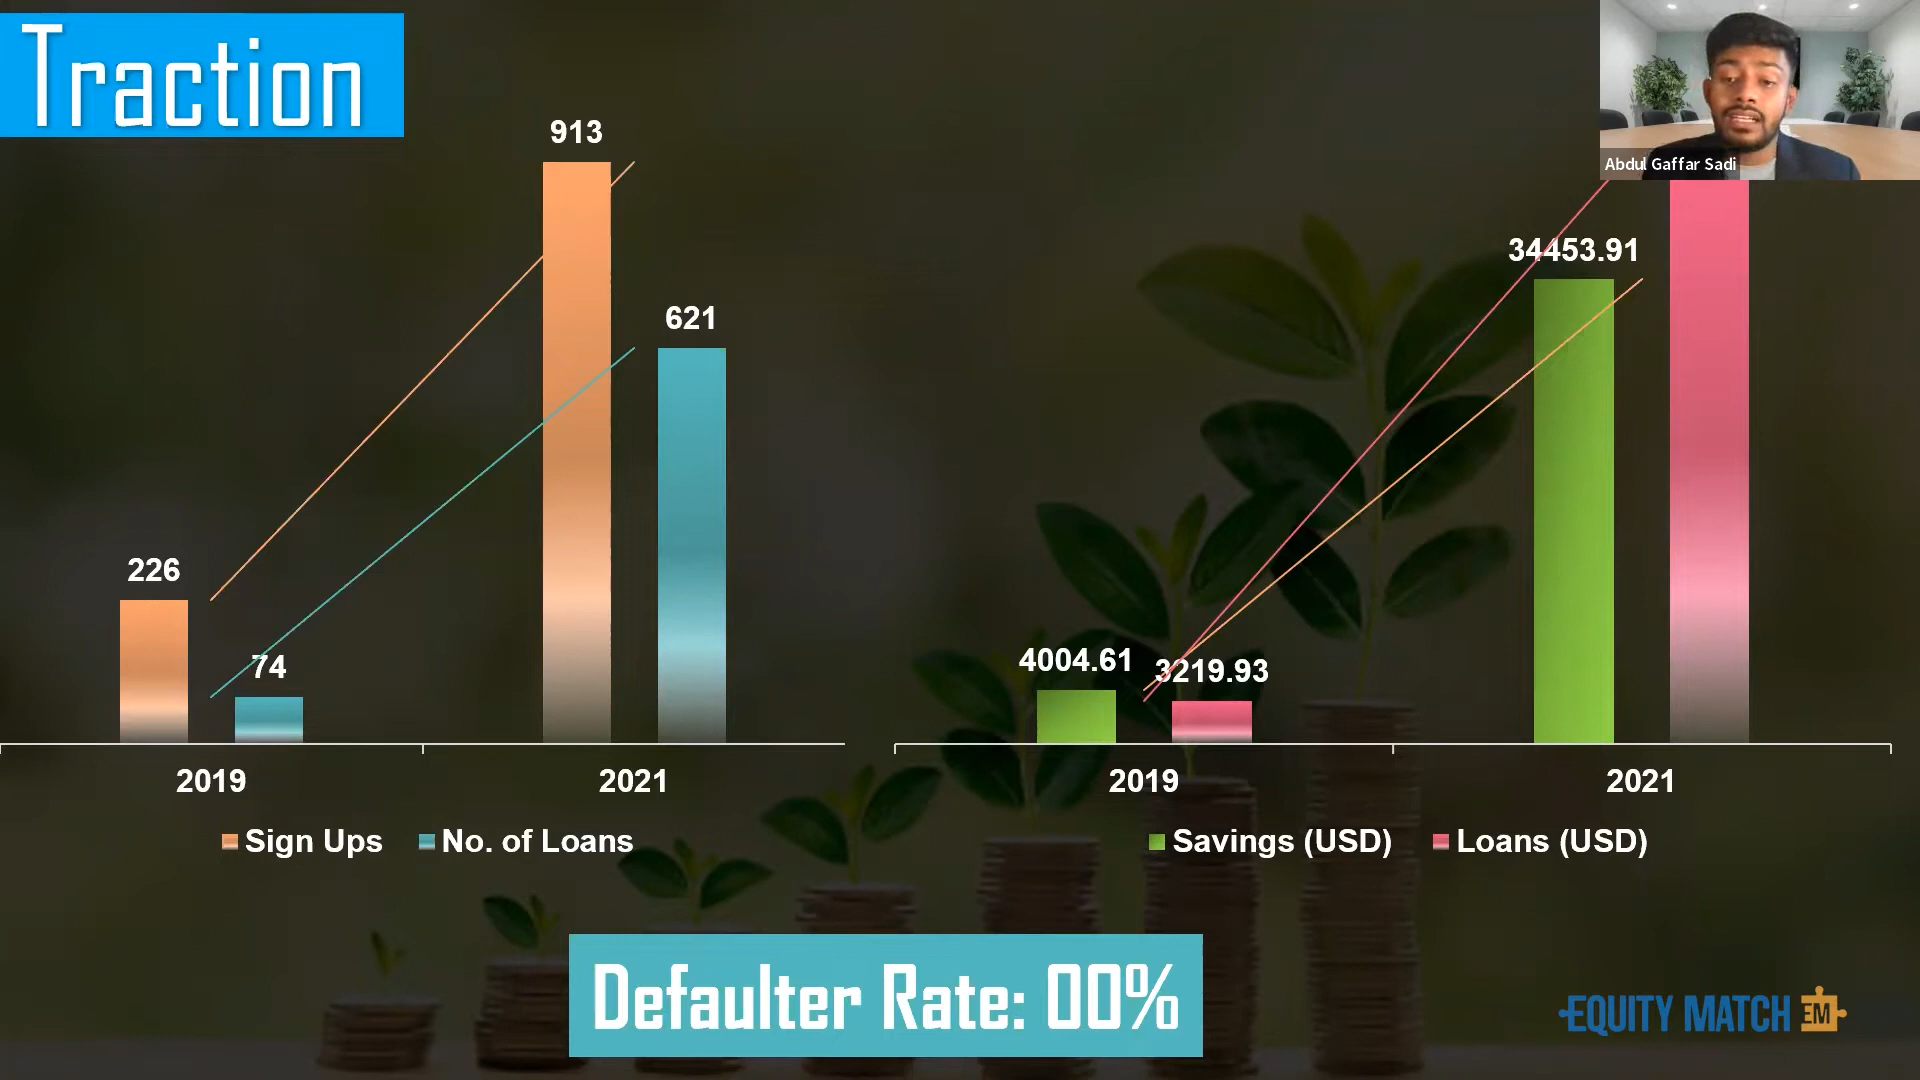 Traction
Abdul Gaffar Sadi
913
621
226
74
2019
2021
Sign Ups
No. of Loans
34453.91
4004.61
3219.93
2019
2021
Savings (USD)
Loans (USD)
Defaulter Rate: 00%
EQUITY MATCH EM